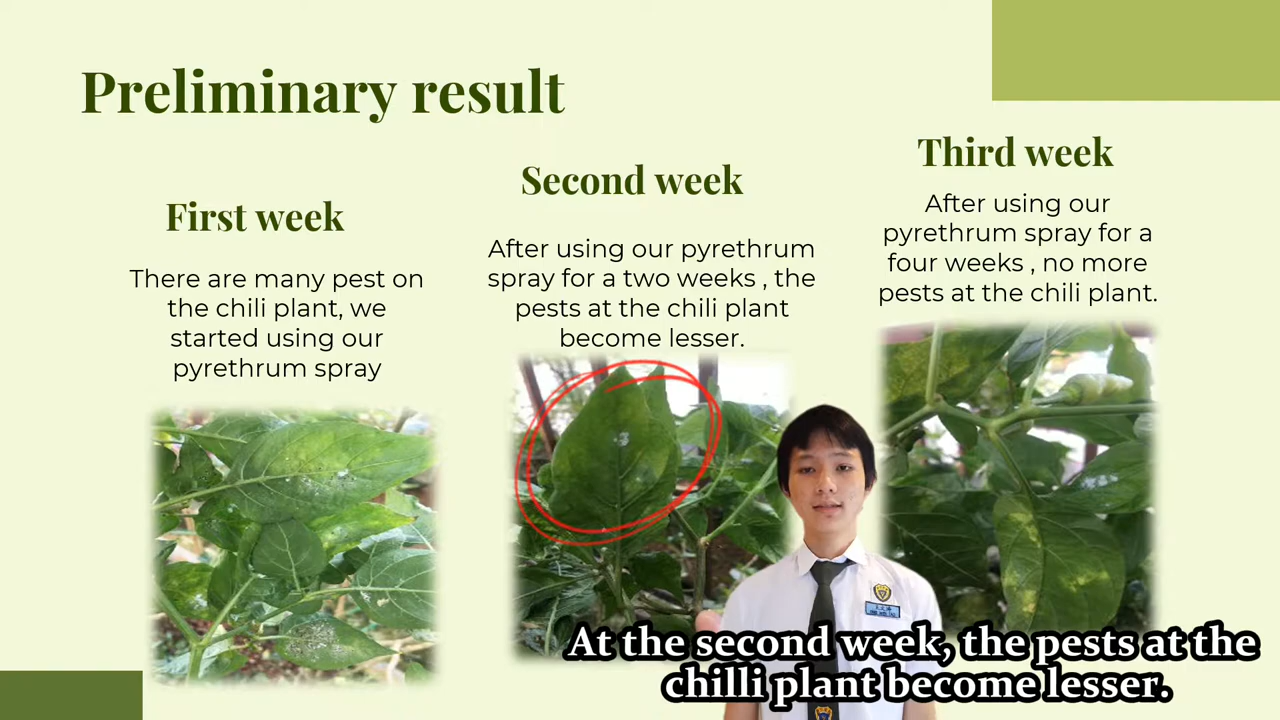 Preliminary result
First week
There are many pest on
the chili plant, we
started using our
pyrethrum spray
Second week
After using our pyrethrum
spray for a two weeks , the
pests at the chili plant
become lesser.
Third week
After using our
pyrethrum spray for a
four weeks , no more
pests at the chili plant.
At the second week, the pests at the
chilli plant become lesser.